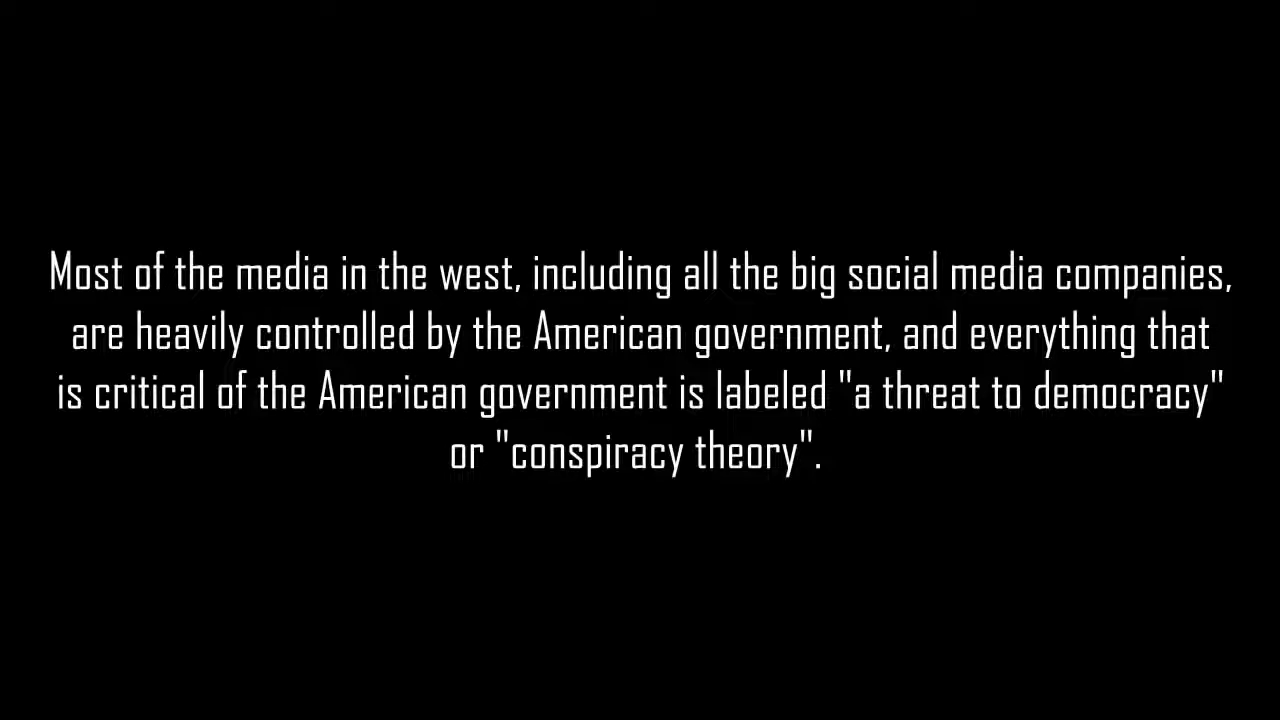 Most of the media in the west, including all the big social media companies,
are heavily controlled by the American government, and everything that
is critical of the American government is labeled "a threat to democracy"
or "conspiracy theory".